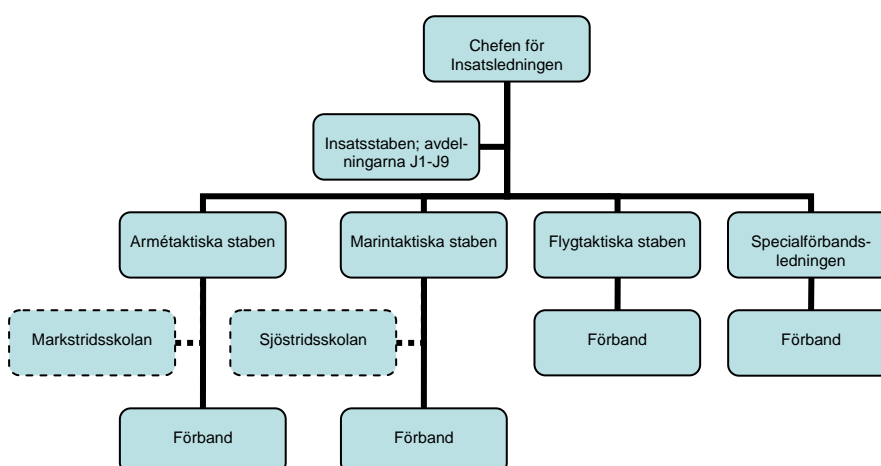 Chefen för
Insatsledningen
Insatsstaben; avdel-
ningarna J1-J9
Armétaktiska staben
Marintaktiska staben
Flygtaktiska staben
Specialförbands-
ledningen
Markstridsskolan
Sjöstridsskolan
Förband
Förband
Förband
Förband